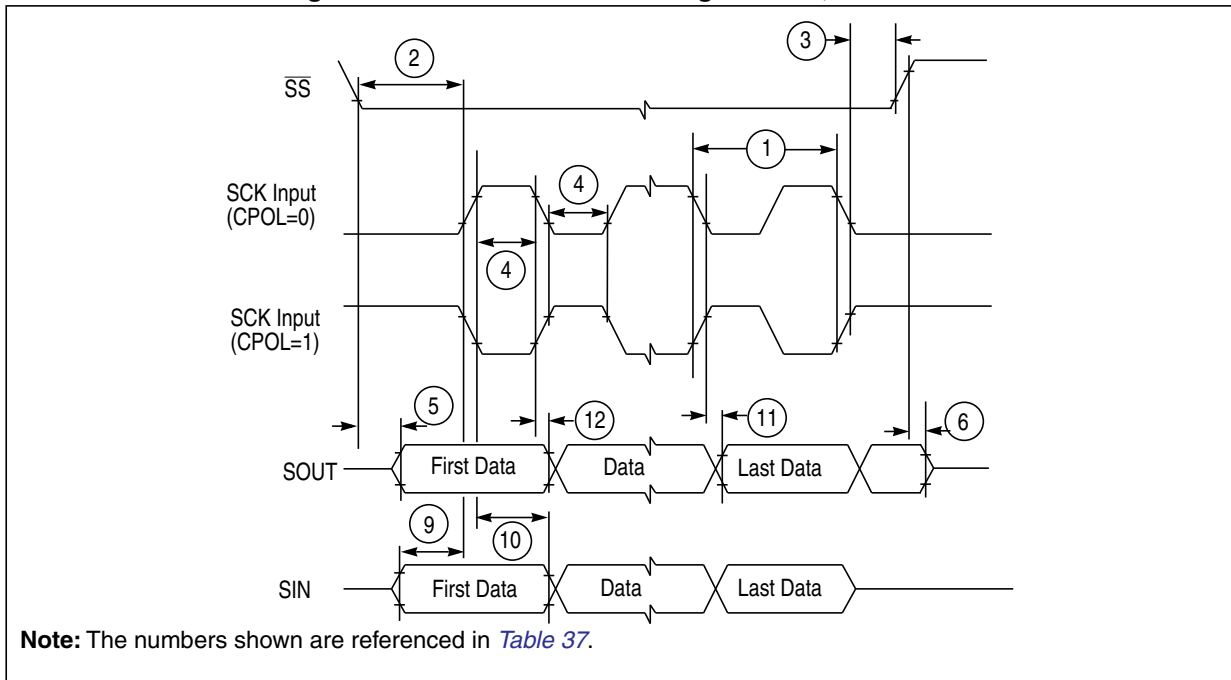 3
2
SS
1
SCK Input
(CPOL=0)
4
4
SCK Input
(CPOL=1)
5
12
11
6
SOUT
First Data
Data
Last Data
9
10
SIN
First Data
Data
Last Data
Note: The numbers shown are referenced in Table 37.